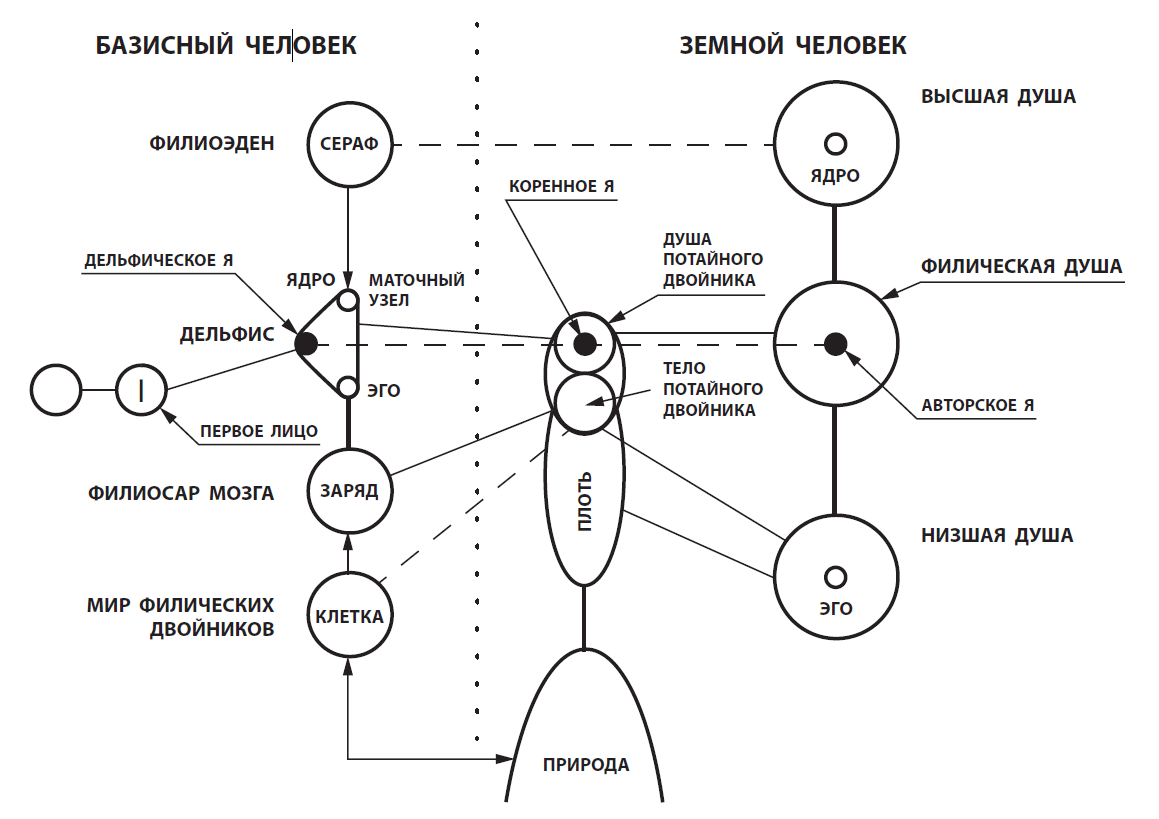 БАЗИСНЫЙ ЧЕЛОВЕК
ЗЕМНОЙ ЧЕЛОВЕК
ВЫСШАЯ ДУША
ФИЛИОЭДЕН
СЕРАФ
ЯДРО
КОРЕННОЕ Я
ДУША
ПОТАЙНОГО
ДВОЙНИКА
ДЕЛЬФИЧЕСКОЕ Я
ЯДРО
МАТОЧНЫЙ
УЗЕЛ
ФИЛИЧЕСКАЯ ДУША
ДЕЛЬФИС
ТЕЛО
ПОТАЙНОГО
ДВОЙНИКА
ЭГО
I
ПЕРВОЕ ЛИЦО
АВТОРСКОЕ Я
ФИЛИОСАР МОЗГА
ЗАРЯД
ПЛОТЬ
НИЗШАЯ ДУША
МИР ФИЛИЧЕСКИХ
ДВОЙНИКОВ
КЛЕТКА
ЭГО
ПРИРОДА